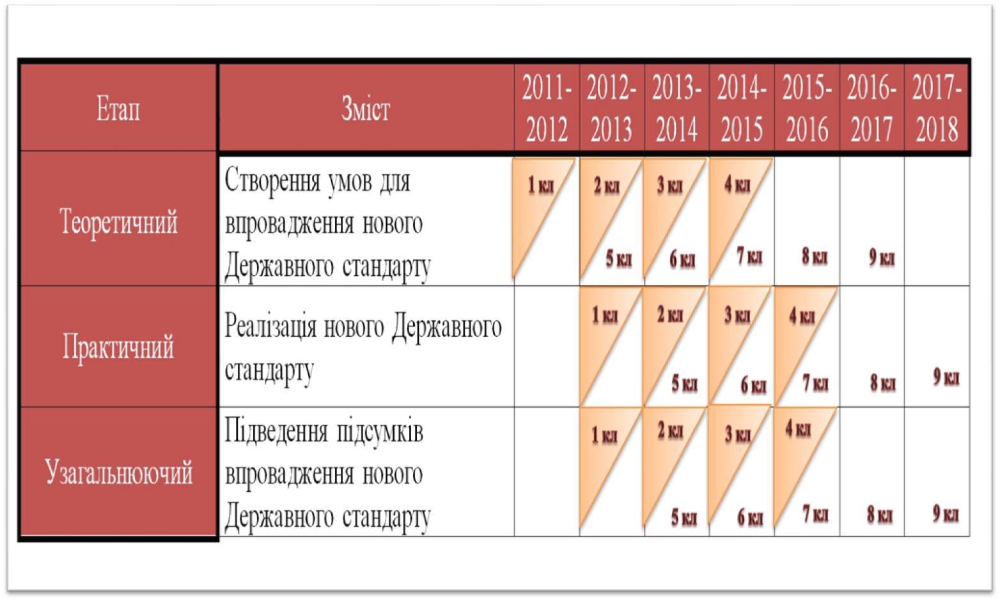 Етап
Зміст
2011-
2012
2012-
2013
2013-
2014
2014-
2015
2015-
2016
2016-
2017
2017-
2018
Теоретичний
Створення умов для
впровадження нового
Державного стандарту
1 кл
2 кл
3 кл
4 кл
5 кл
6 кл
7 кл
8 кл
9 кл
Практичний
Реалізація нового Державного
стандарту
1 кл
2 кл
3 кл
4 кл
5 кл
6 кл
7 кл
8 кл
9 кл
Узагальнюючий
Підведення підсумків
впровадження нового
Державного стандарту
1 кл
2 кл
3 кл
4 кл
5 кл
6 кл
7 кл
8 кл
9 кл